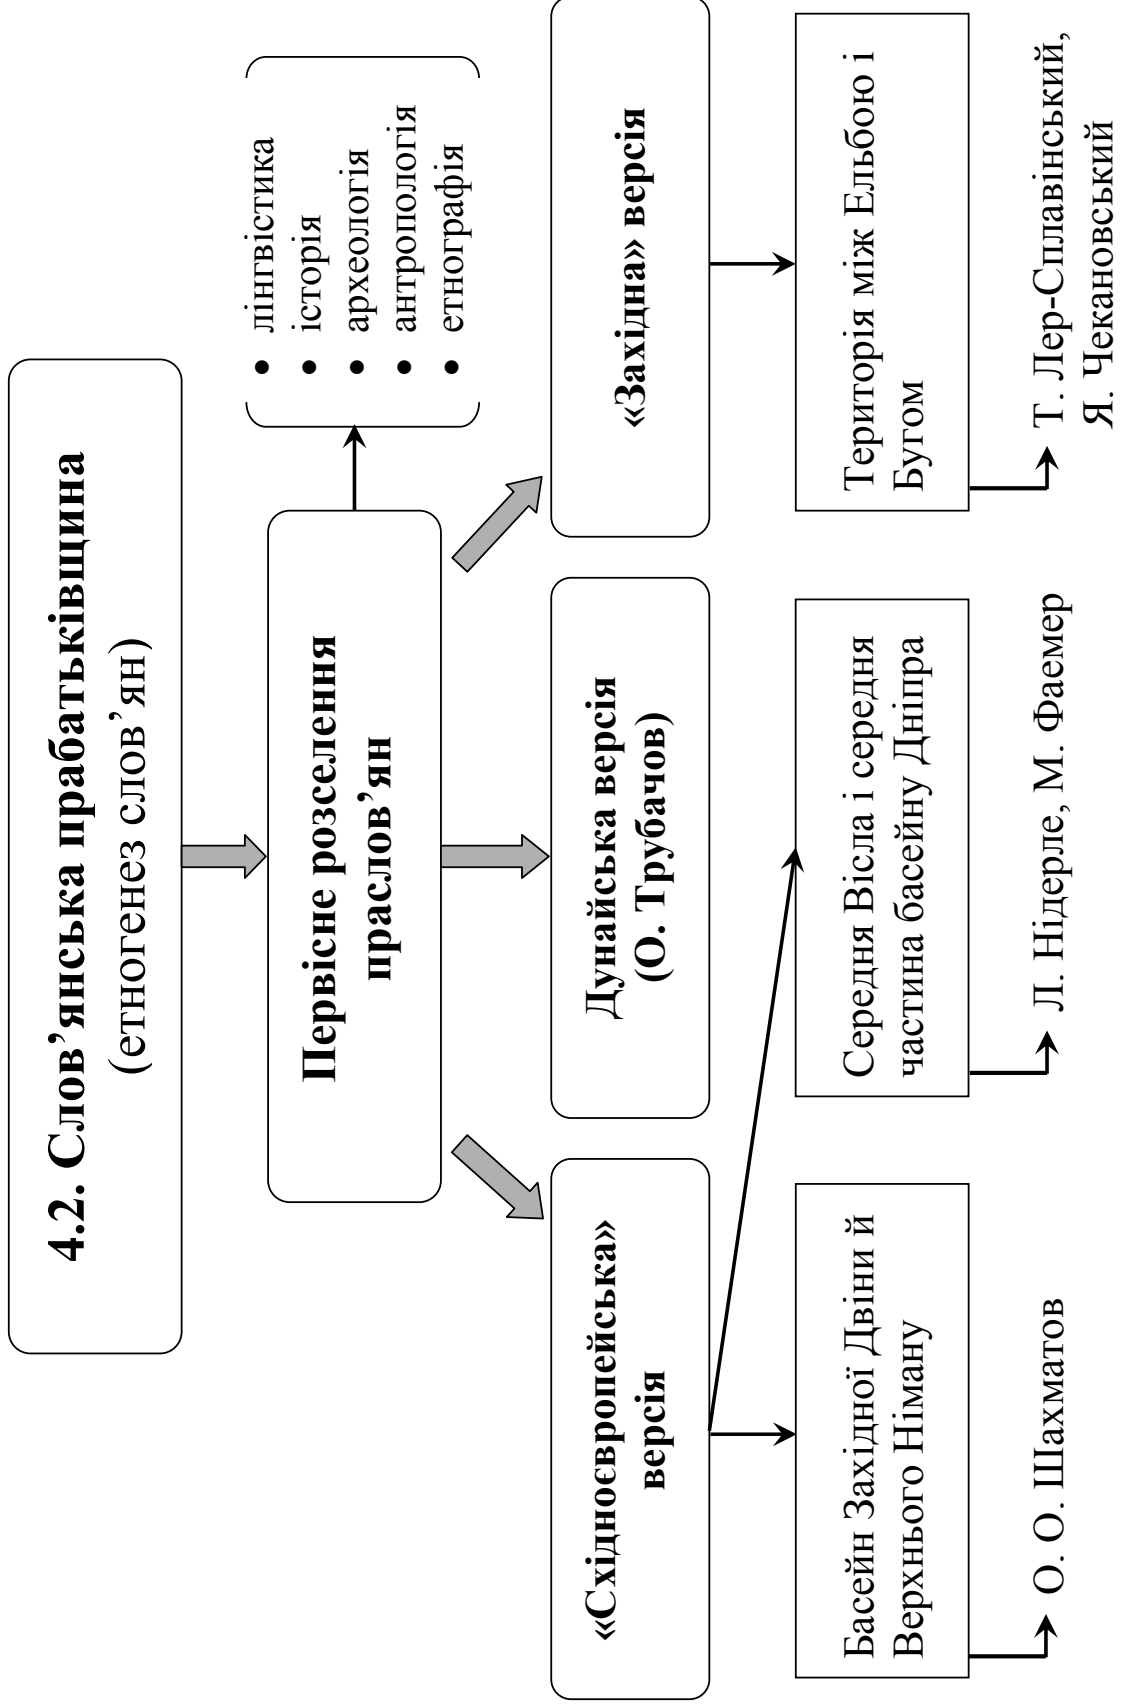 4.2. Слов’янська прабатьківщина
(етногенез слов’ян)
Первісне розселення
праслов’ян
• лінгвістика
• історія
• археологія
• антропологія
• етнографія
«Східноєвропейська»
версія
Дунайська версія
(О. Трубачов)
«Західна» версія
Басейн Західної Двіни й
Верхнього Німану
Середня Вісла і середня
частина басейну Дніпра
Територія між Ельбою і
Бугом
О. О. Шахматов
Л. Нідерле, М. Фаемер
Т. Лер-Сплавінський,
Я. Чекановський